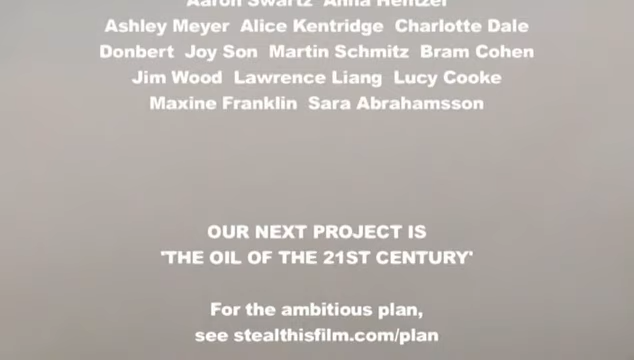 Aaron Swartz Anna Hentzel
Ashley Meyer Alice Kentridge Charlotte Dale
Donbert Joy Son Martin Schmitz Bram Cohen
Jim Wood Lawrence Liang Lucy Cooke
Maxine Franklin Sara Abrahamsson
OUR NEXT PROJECT IS
'THE OIL OF THE 21ST CENTURY'
For the ambitious plan,
see stealthisfilm.com/plan